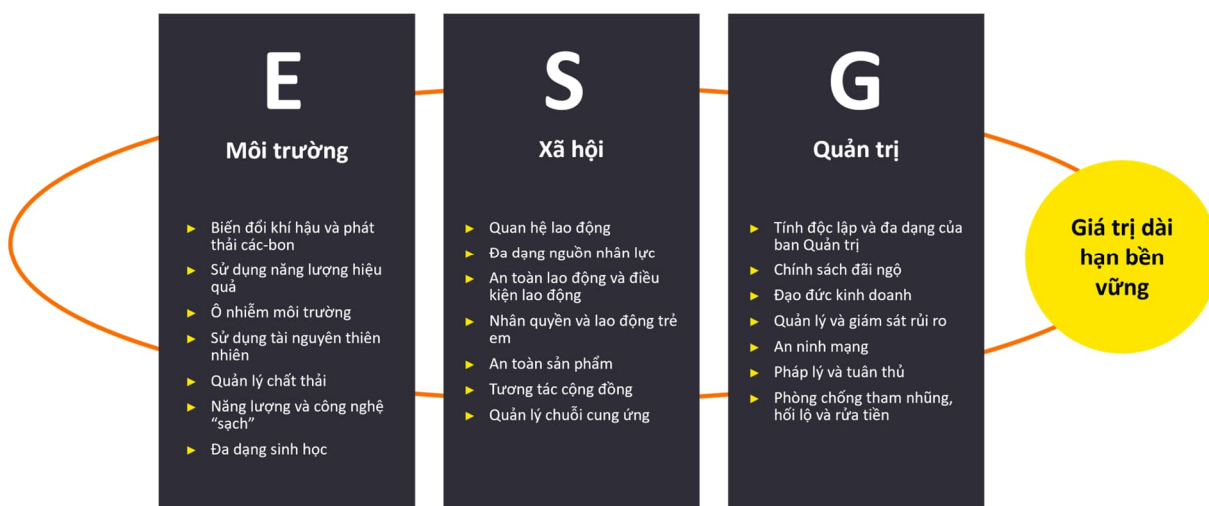 E
Môi trường
► Biến đổi khí hậu và phát
thải các-bon
► Sử dụng năng lượng hiệu
quả
► Ô nhiễm môi trường
► Sử dụng tài nguyên thiên
nhiên
► Quản lý chất thải
► Năng lượng và công nghệ
“sạch”
► Đa dạng sinh học
S
Xã hội
► Quan hệ lao động
► Đa dạng nguồn nhân lực
► An toàn lao động và điều
kiện lao động
► Nhân quyền và lao động trẻ
em
► An toàn sản phẩm
► Tương tác cộng đồng
► Quản lý chuỗi cung ứng
G
Quản trị
► Tính độc lập và đa dạng của
ban Quản trị
► Chính sách đãi ngộ
► Đạo đức kinh doanh
► Quản lý và giám sát rủi ro
► An ninh mạng
► Pháp lý và tuân thủ
► Phòng chống tham nhũng,
hối lộ và rửa tiền
Giá trị dài
hạn bền
vững